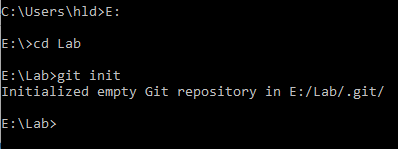 C:\Users\hld>E:
E:\>cd Lab
E:\Lab>git init
Initialized empty Git repository in E:/Lab/.git/
E:\Lab>